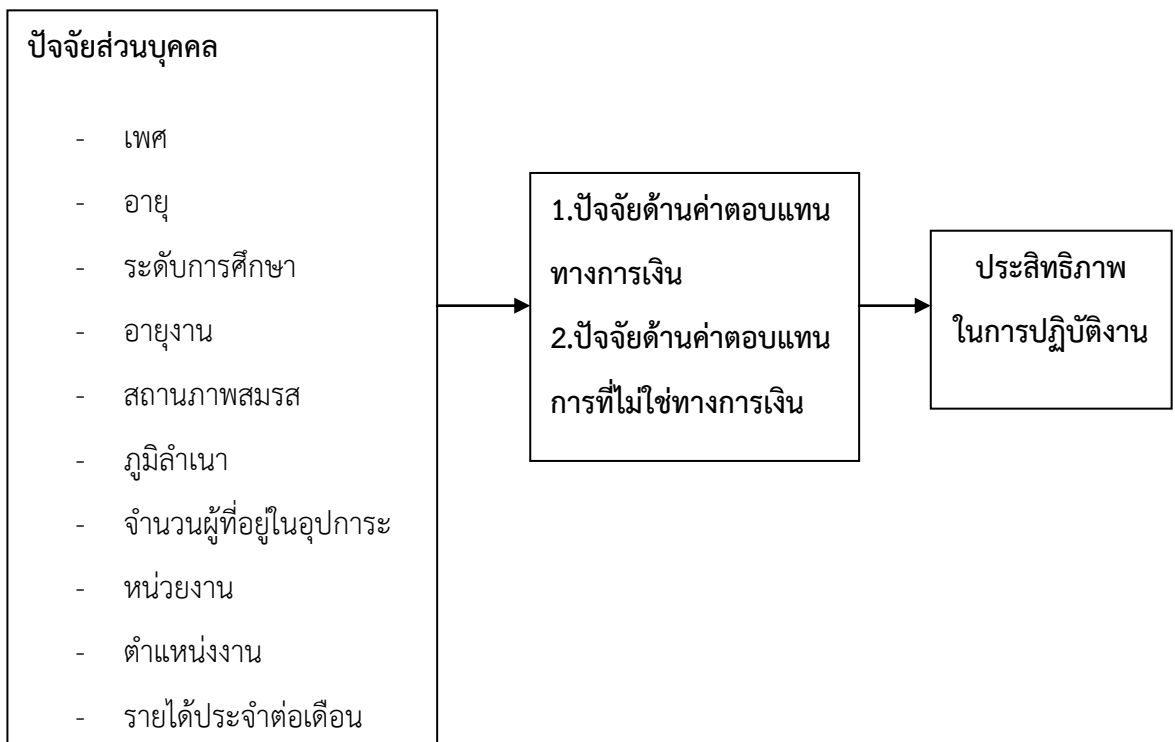 ปัจจัยส่วนบุคคล
- เพศ
- อายุ
- ระดับการศึกษา
- อายุงาน
- สถานภาพสมรส
- ภูมิลำเนา
- จำนวนผู้ที่อยู่ในอุปการะ
- หน่วยงาน
- ตำแหน่งงาน
- รายได้ประจำต่อเดือน
1.ปัจจัยด้านค่าตอบแทน
ทางการเงิน
2.ปัจจัยด้านค่าตอบแทน
การที่ไม่ใช่ทางการเงิน
ประสิทธิภาพ
ในการปฏิบัติงาน